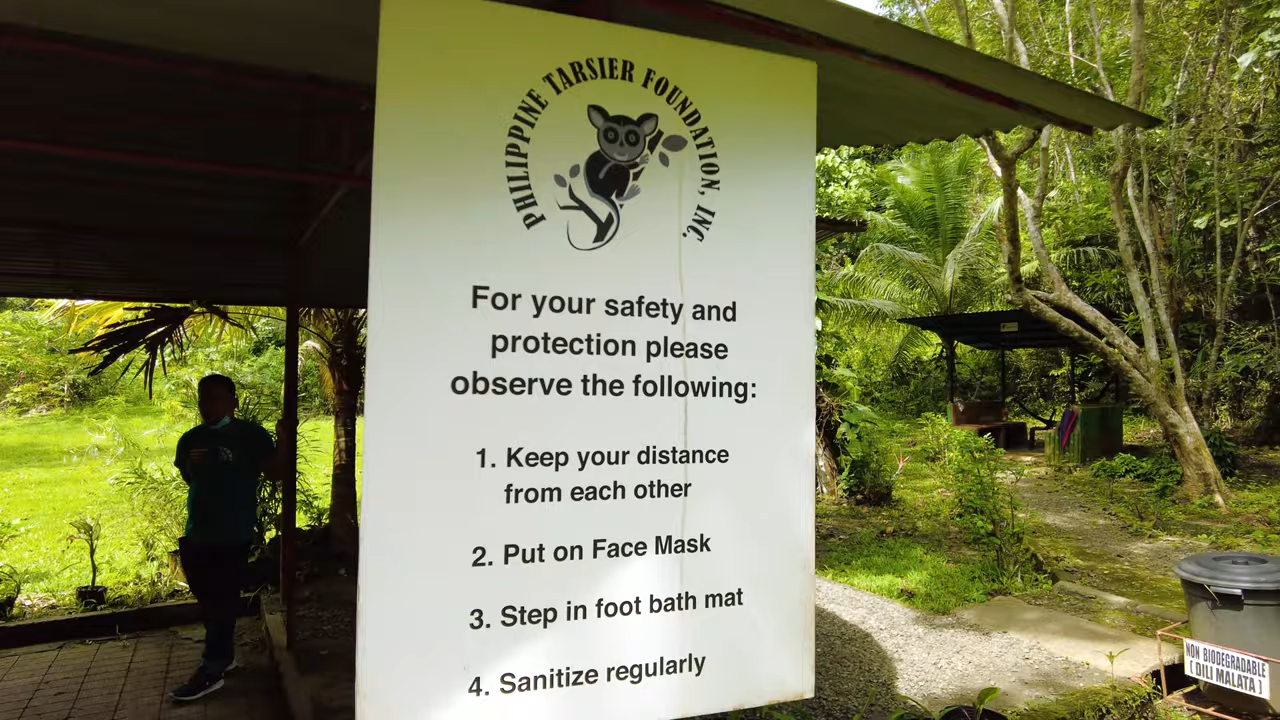 PHILIPPINE TARSIER FOUNDATION, INC.
For your safety and
protection please
observe the following:
1. Keep your distance
from each other
2. Put on Face Mask
3. Step in foot bath mat
4. Sanitize regularly
NON BIODEGRADABLE
( DILI MALATA )